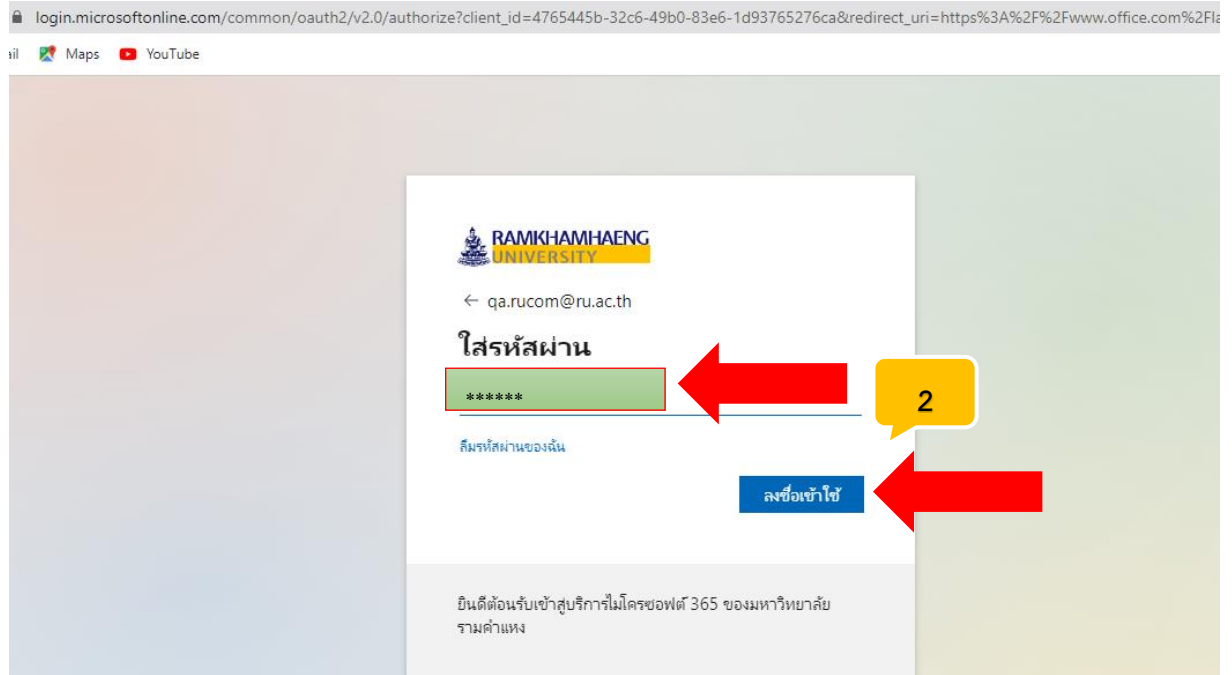 login.microsoftonline.com/common/oauth2/v2.0/authorize?client_id=4765445b-32c6-49b0-83e6-1d93765276ca&redirect_uri=https%3A%2F%2Fwww.office.com%2Fla
ail Maps YouTube
RAMKHAMHAENG
UNIVERSITY
← qa.rucom@ru.ac.th
ใส่รหัสผ่าน
******
2
ลืมรหัสผ่านของฉัน
ลงชื่อเข้าใช้
ยินดีต้อนรับเข้าสู่บริการไมโครซอฟต์ 365 ของมหาวิทยาลัย
รามคำแหง